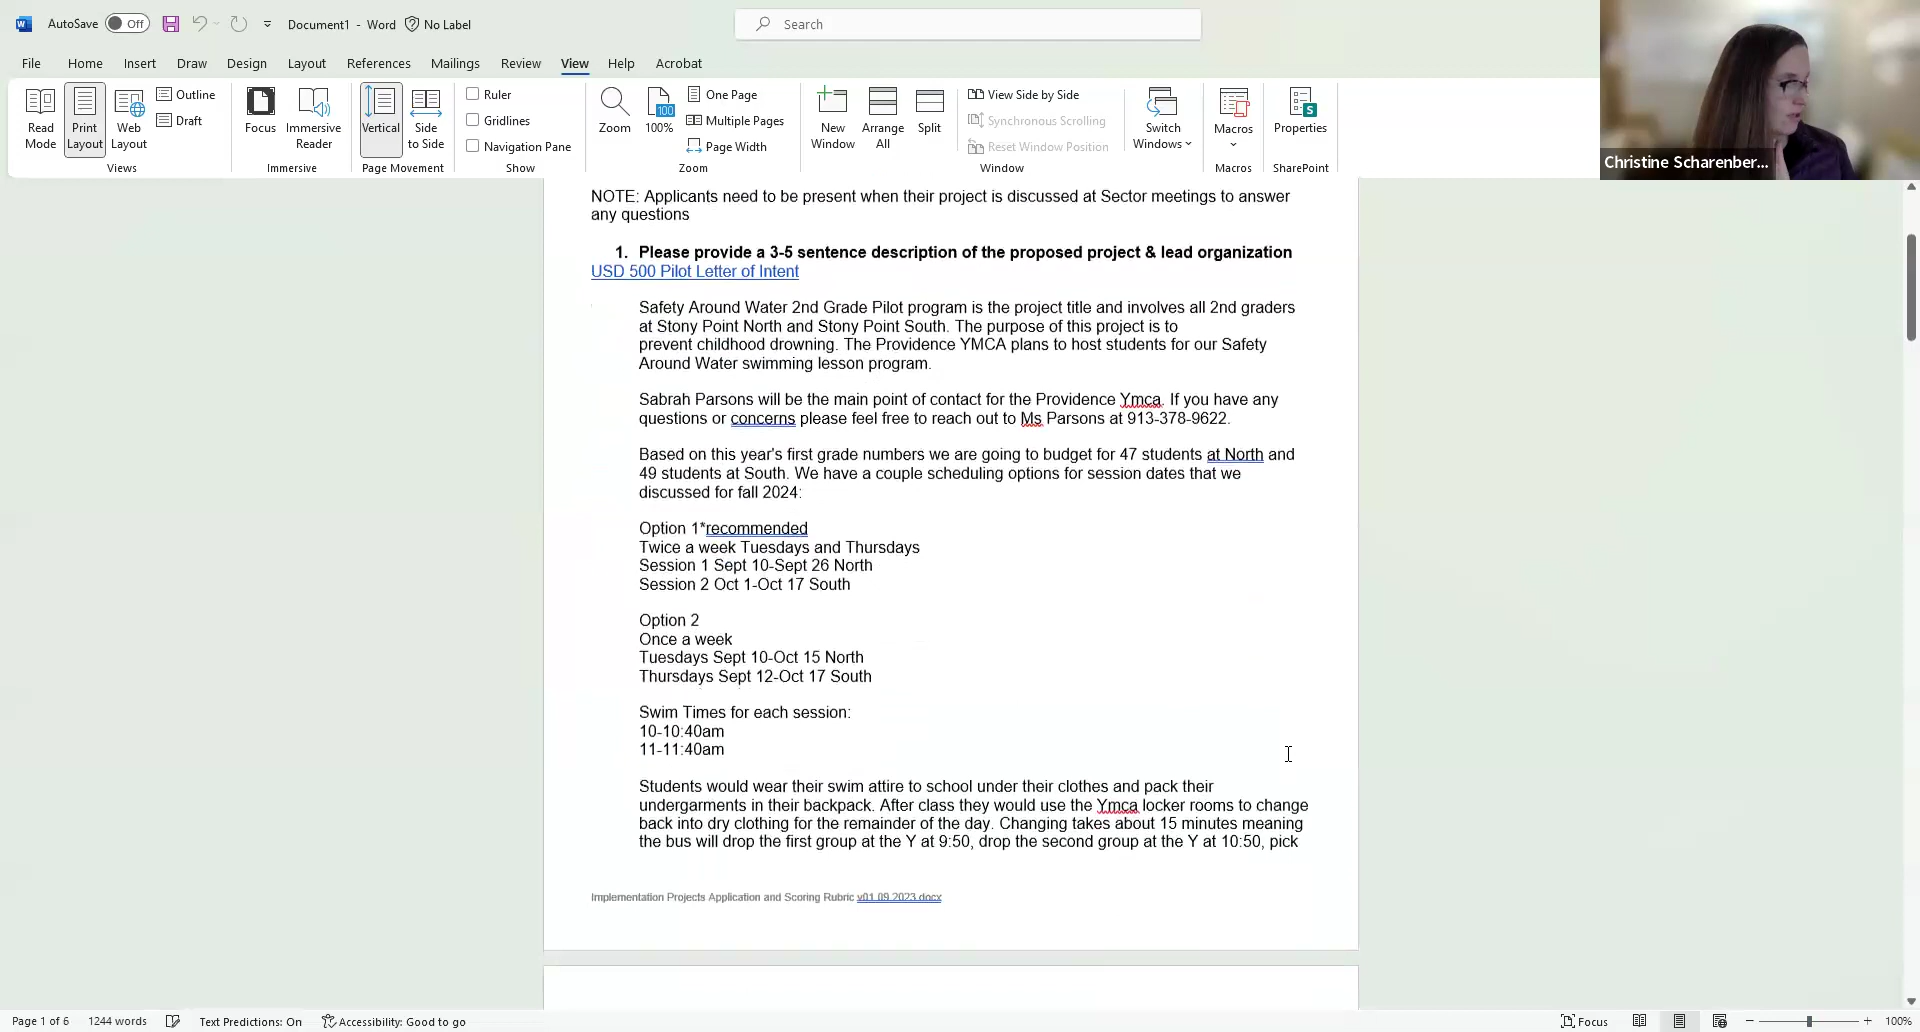 AutoSave Off Document1 - Word No Label Search
File Home Insert Draw Design Layout References Mailings Review View Help Acrobat
Read Mode
Print Layout
Web Layout
Outline
Draft
Views
Focus
Immersive Reader
Immersive
Vertical
Side to Side
Page Movement
Ruler
Gridlines
Navigation Pane
Show
Zoom
100%
One Page
Multiple Pages
Page Width
Zoom
New Window
Arrange All
Split
View Side by Side
Synchronous Scrolling
Reset Window Position
Window
Switch Windows
Macros
Macros
Properties
SharePoint
Christine Scharenber...
NOTE: Applicants need to be present when their project is discussed at Sector meetings to answer
any questions
1. Please provide a 3-5 sentence description of the proposed project & lead organization
USD 500 Pilot Letter of Intent
Safety Around Water 2nd Grade Pilot program is the project title and involves all 2nd graders
at Stony Point North and Stony Point South. The purpose of this project is to
prevent childhood drowning. The Providence YMCA plans to host students for our Safety
Around Water swimming lesson program.
Sabrah Parsons will be the main point of contact for the Providence Ymca. If you have any
questions or concerns please feel free to reach out to Ms Parsons at 913-378-9622.
Based on this year's first grade numbers we are going to budget for 47 students at North and
49 students at South. We have a couple scheduling options for session dates that we
discussed for fall 2024:
Option 1*recommended
Twice a week Tuesdays and Thursdays
Session 1 Sept 10-Sept 26 North
Session 2 Oct 1-Oct 17 South
Option 2
Once a week
Tuesdays Sept 10-Oct 15 North
Thursdays Sept 12-Oct 17 South
Swim Times for each session:
10-10:40am
11-11:40am
Students would wear their swim attire to school under their clothes and pack their
undergarments in their backpack. After class they would use the Ymca locker rooms to change
back into dry clothing for the remainder of the day. Changing takes about 15 minutes meaning
the bus will drop the first group at the Y at 9:50, drop the second group at the Y at 10:50, pick
Implementation Projects Application and Scoring Rubric v01.09.2023.docx
Page 1 of 6 1244 words Text Predictions: On Accessibility: Good to go Focus 100%